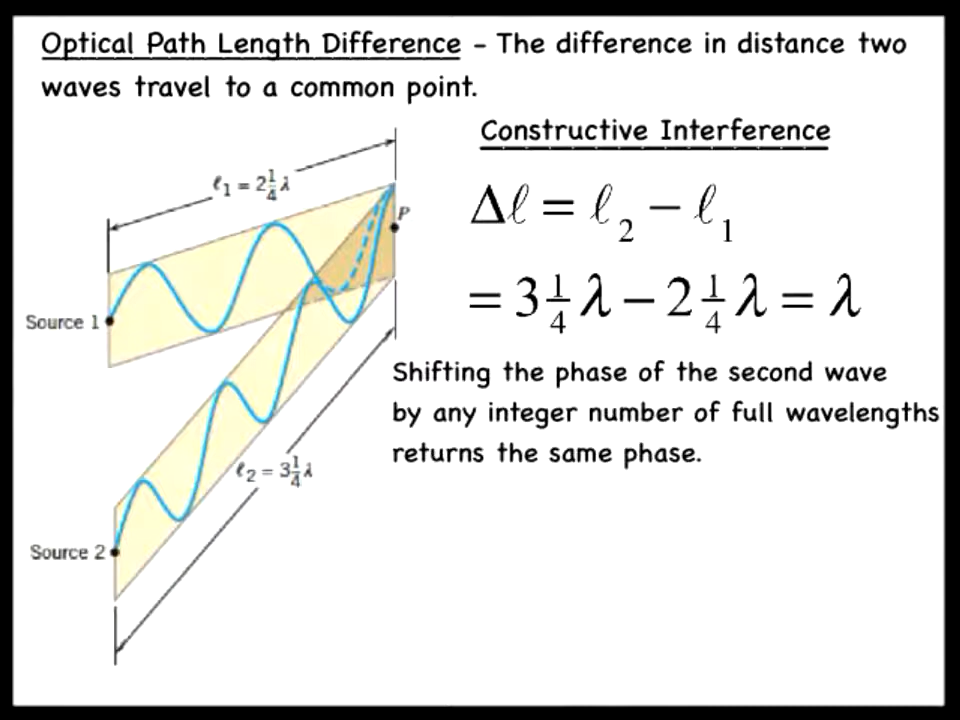 Optical Path Length Difference - The difference in distance two
waves travel to a common point.
Constructive Interference
ℓ₁ = 2¼λ
P
Δℓ = ℓ₂ − ℓ₁
= 3¼λ − 2¼λ = λ
Source 1
Shifting the phase of the second wave
by any integer number of full wavelengths
returns the same phase.
ℓ₂ = 3¼λ
Source 2